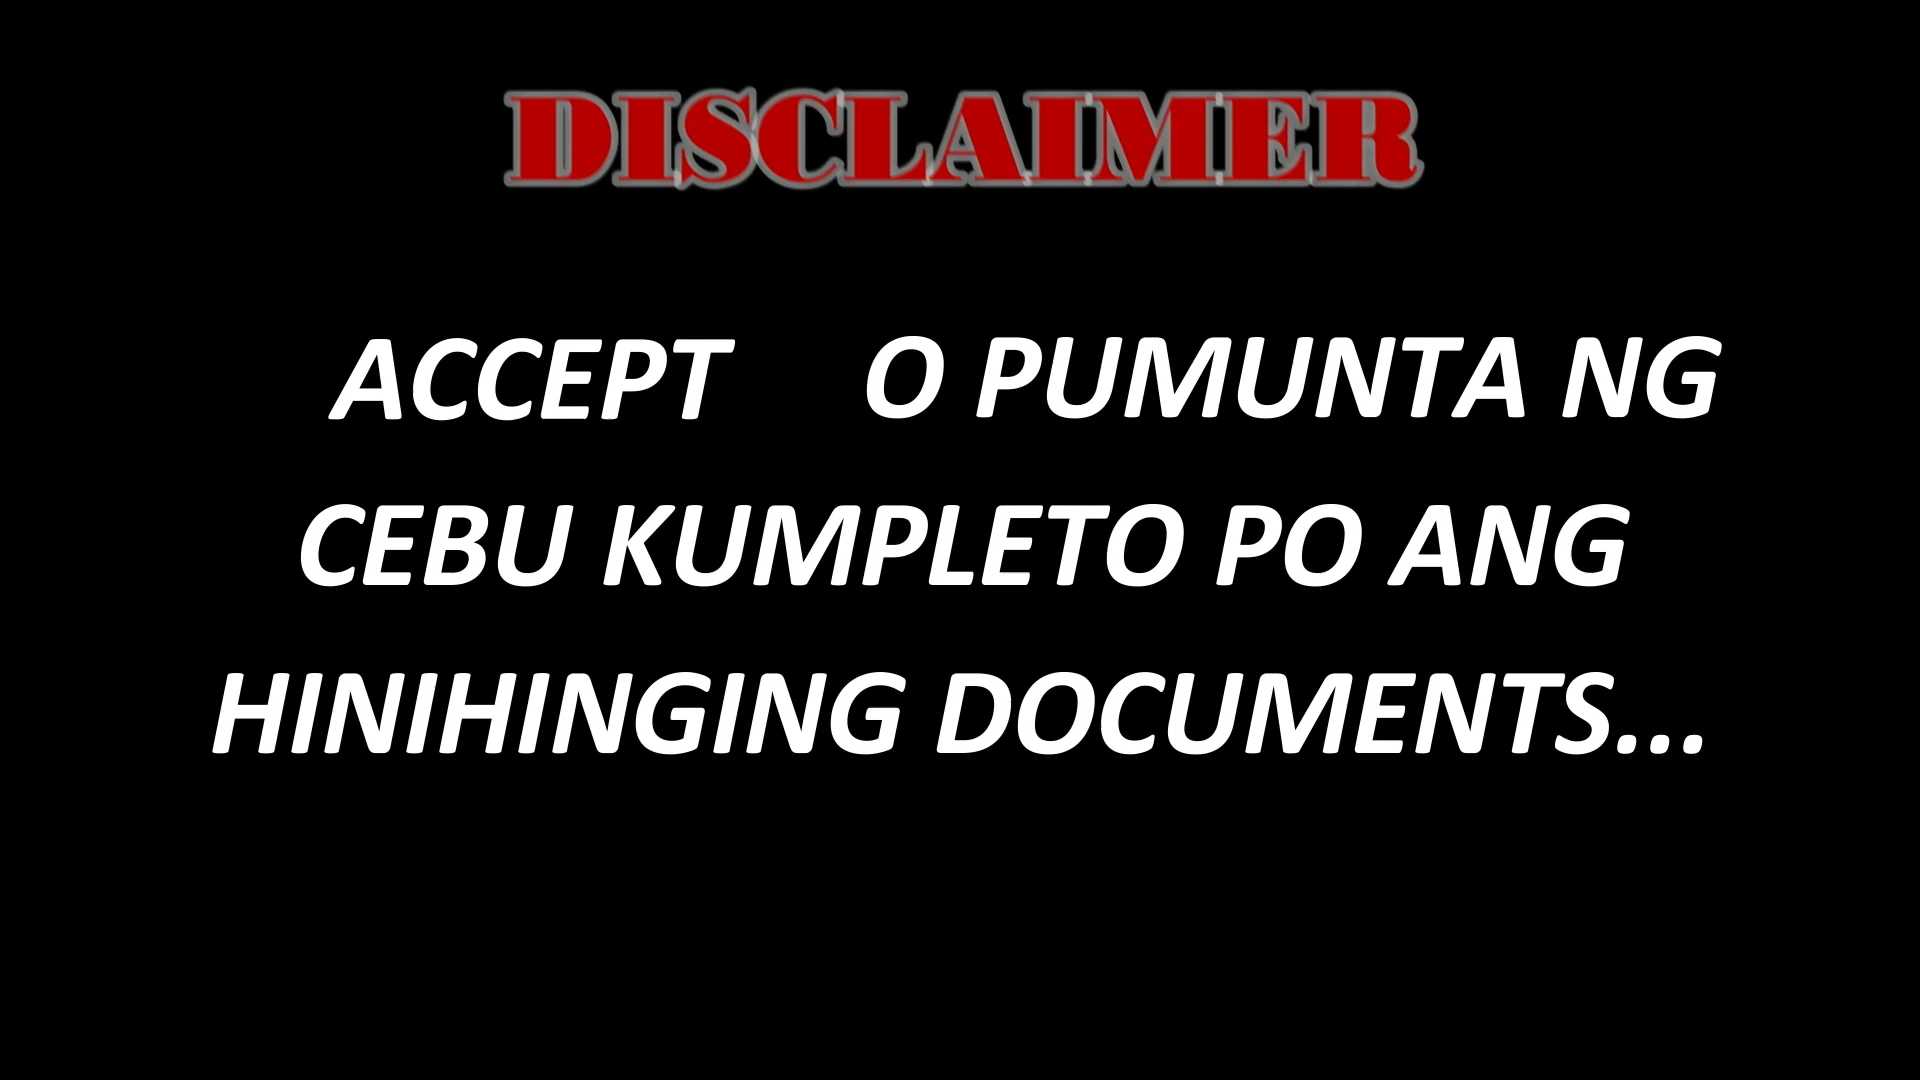 DISCLAIMER
ACCEPT O PUMUNTA NG
CEBU KUMPLETO PO ANG
HINIHINGING DOCUMENTS...